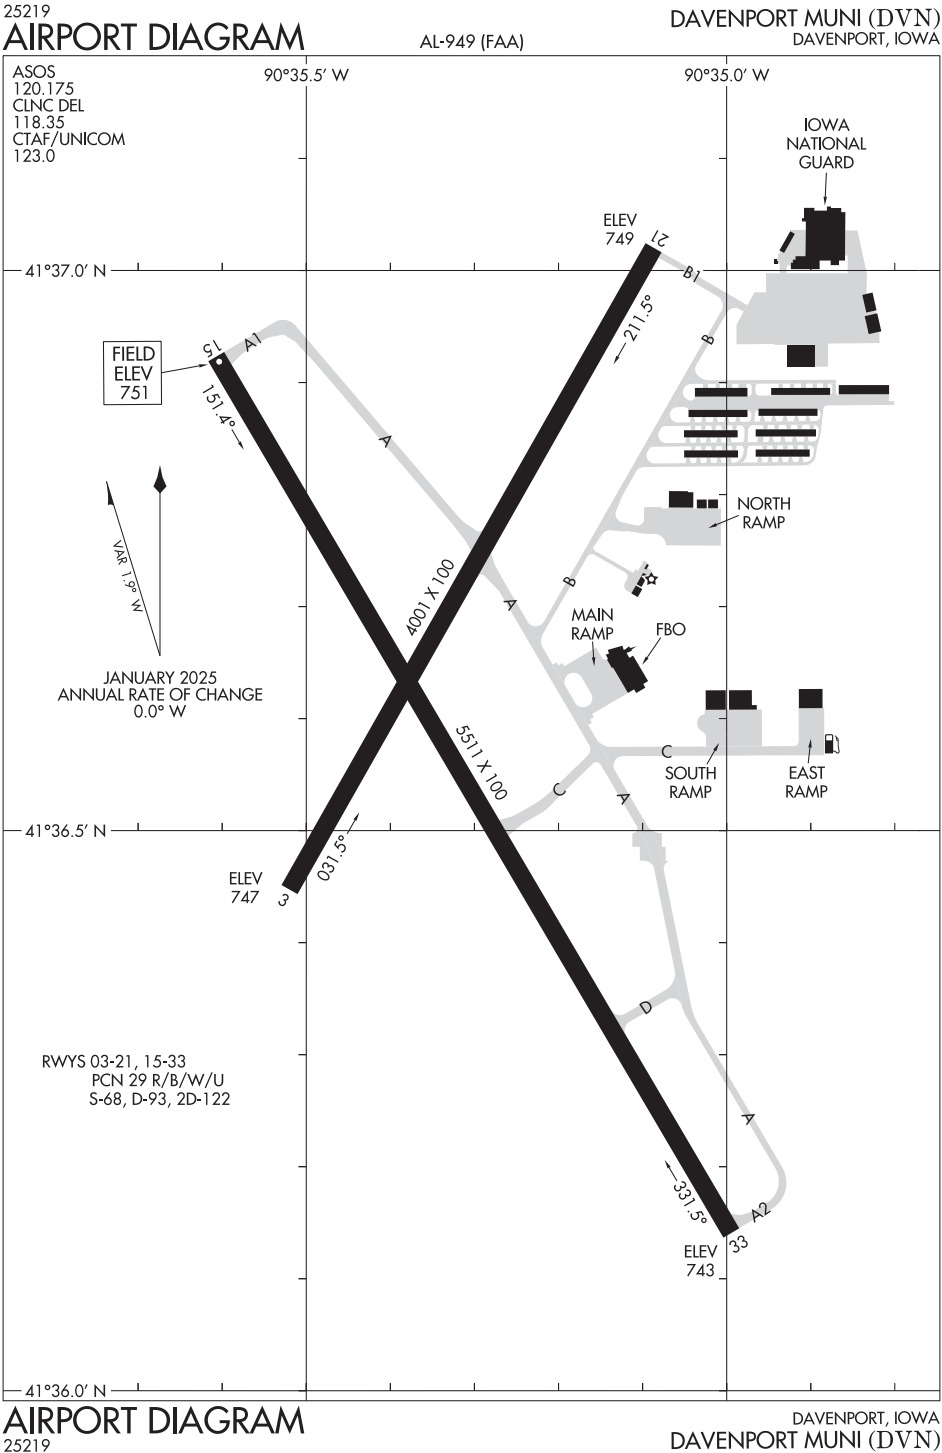 25219
AIRPORT DIAGRAM
AL-949 (FAA)
DAVENPORT MUNI (DVN)
DAVENPORT, IOWA
ASOS
120.175
CLNC DEL
118.35
CTAF/UNICOM
123.0
90°35.5' W
90°35.0' W
IOWA
NATIONAL
GUARD
ELEV
749
21
B1
41°37.0' N
211.5°
B
15
A1
FIELD
ELEV
751
151.4°
A
VAR 1.9° W
NORTH
RAMP
4001 X 100
B
A
MAIN
RAMP
FBO
JANUARY 2025
ANNUAL RATE OF CHANGE
0.0° W
5511 X 100
C
SOUTH
RAMP
EAST
RAMP
C
A
41°36.5' N
031.5°
ELEV
747
3
D
RWYS 03-21, 15-33
PCN 29 R/B/W/U
S-68, D-93, 2D-122
A
331.5°
A2
33
ELEV
743
41°36.0' N
AIRPORT DIAGRAM
25219
DAVENPORT, IOWA
DAVENPORT MUNI (DVN)